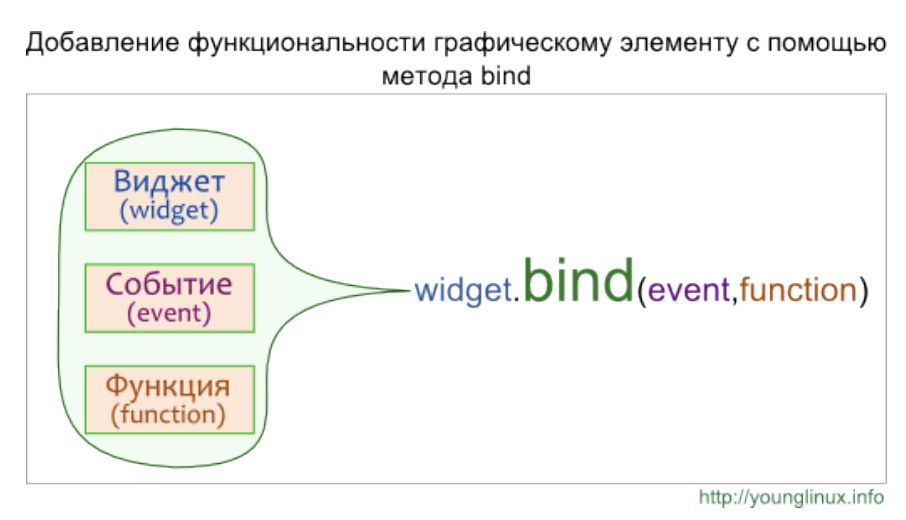 Добавление функциональности графическому элементу с помощью
метода bind
Виджет
(widget)
Событие
(event)
Функция
(function)
widget.bind(event,function)
http://younglinux.info